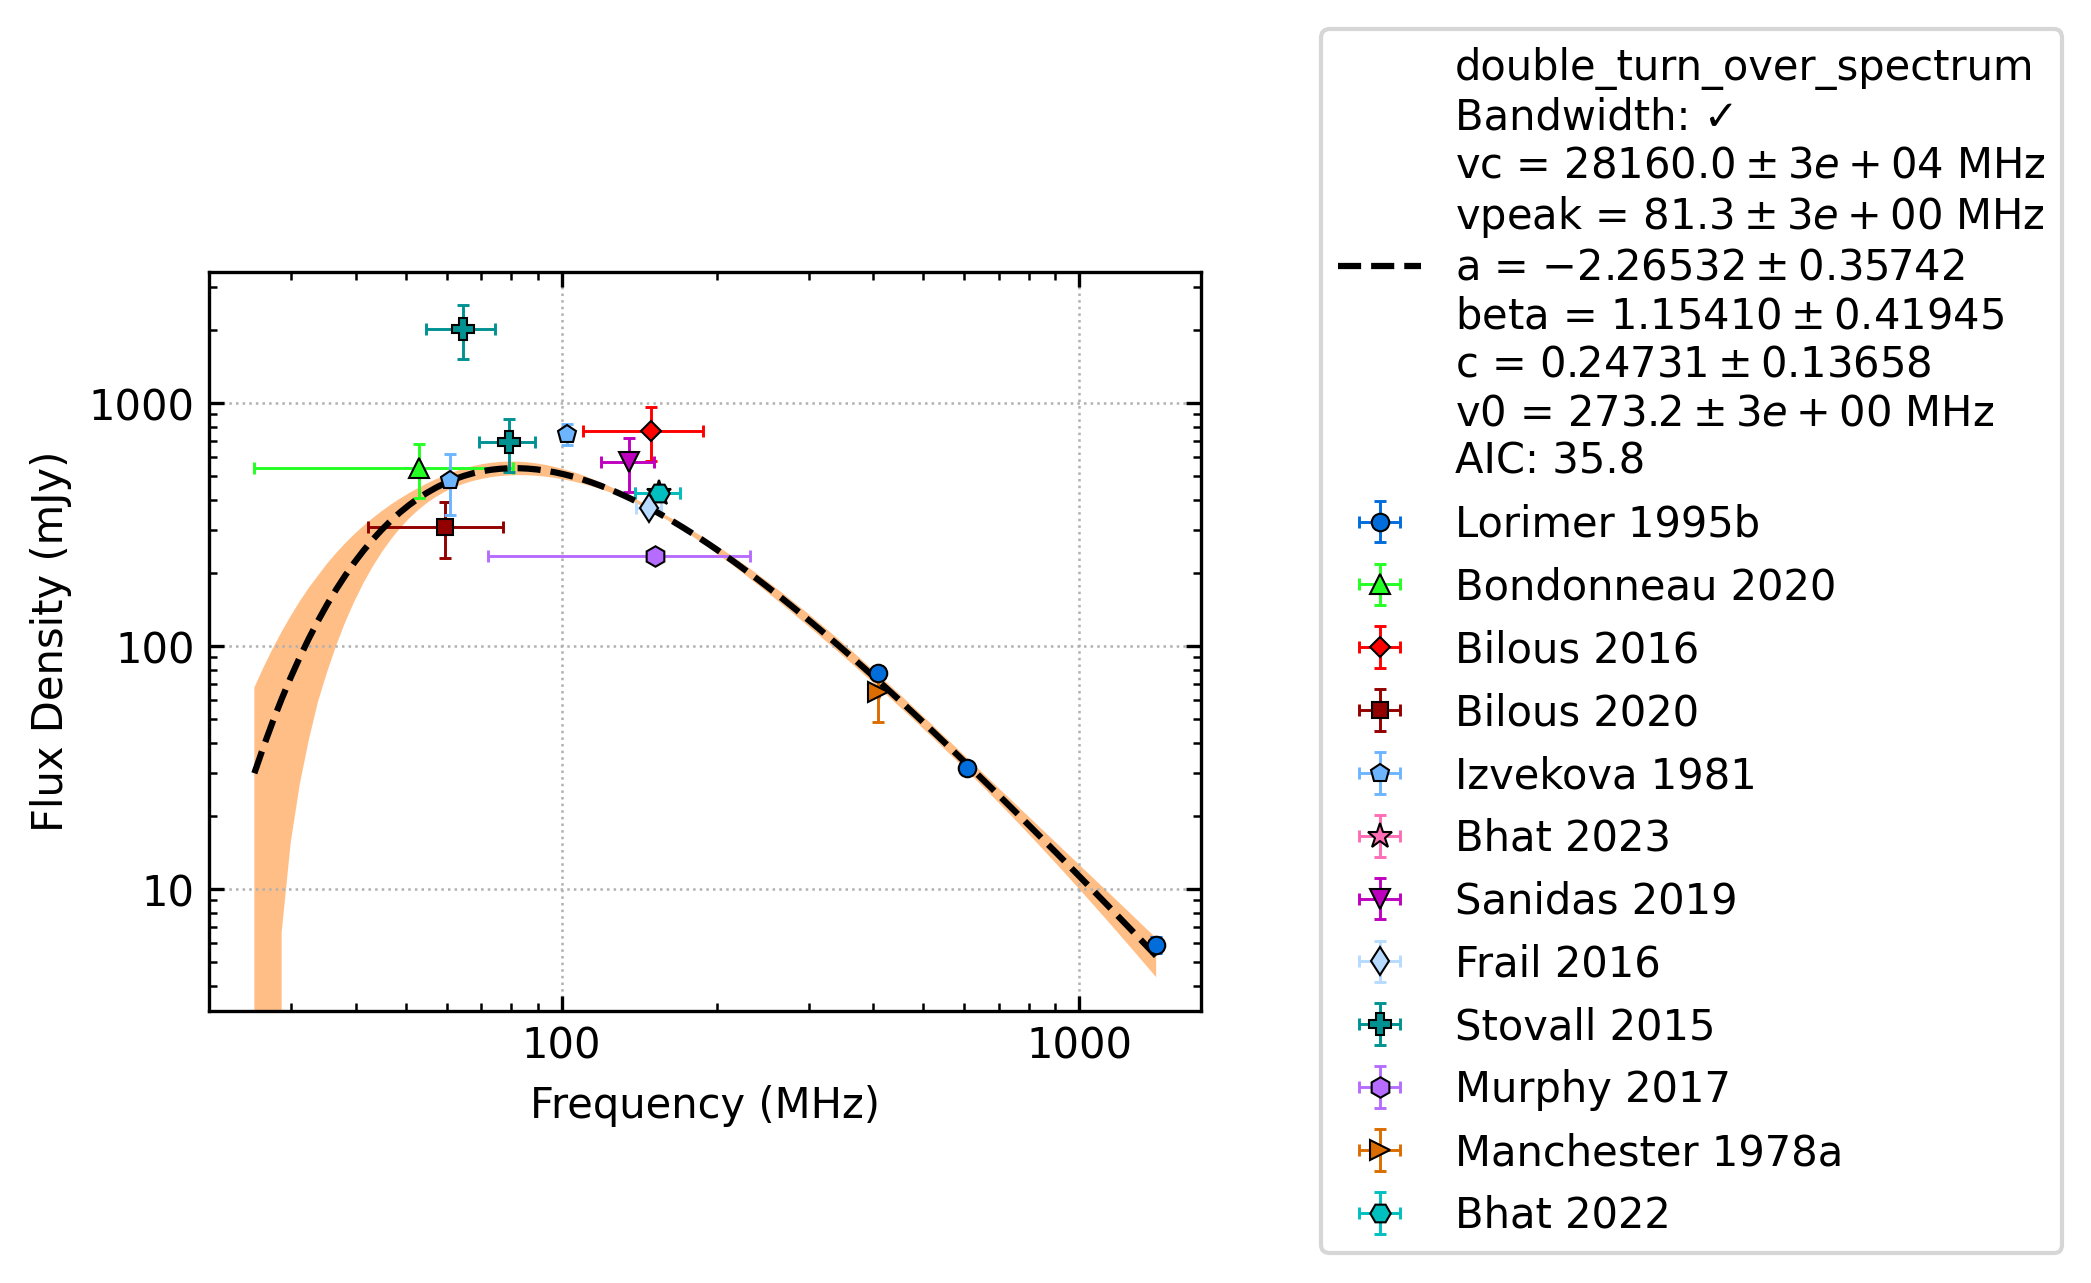 1000
100
10
Flux Density (mJy)
100
1000
Frequency (MHz)
double_turn_over_spectrum
Bandwidth: ✓
vc = 28160.0 ± 3e + 04 MHz
vpeak = 81.3 ± 3e + 00 MHz
a = −2.26532 ± 0.35742
beta = 1.15410 ± 0.41945
c = 0.24731 ± 0.13658
v0 = 273.2 ± 3e + 00 MHz
AIC: 35.8
Lorimer 1995b
Bondonneau 2020
Bilous 2016
Bilous 2020
Izvekova 1981
Bhat 2023
Sanidas 2019
Frail 2016
Stovall 2015
Murphy 2017
Manchester 1978a
Bhat 2022